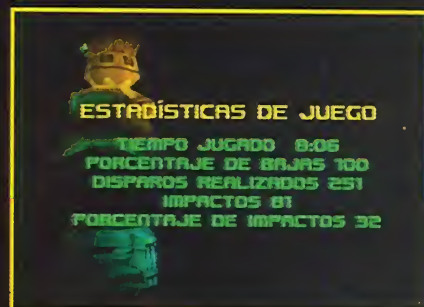 ESTADÍSTICAS DE JUEGO
TIEMPO JUGADO 8:06
PORCENTAJE DE BAJAS 100
DISPAROS REALIZADOS 251
IMPACTOS 81
PORCENTAJE DE IMPACTOS 32